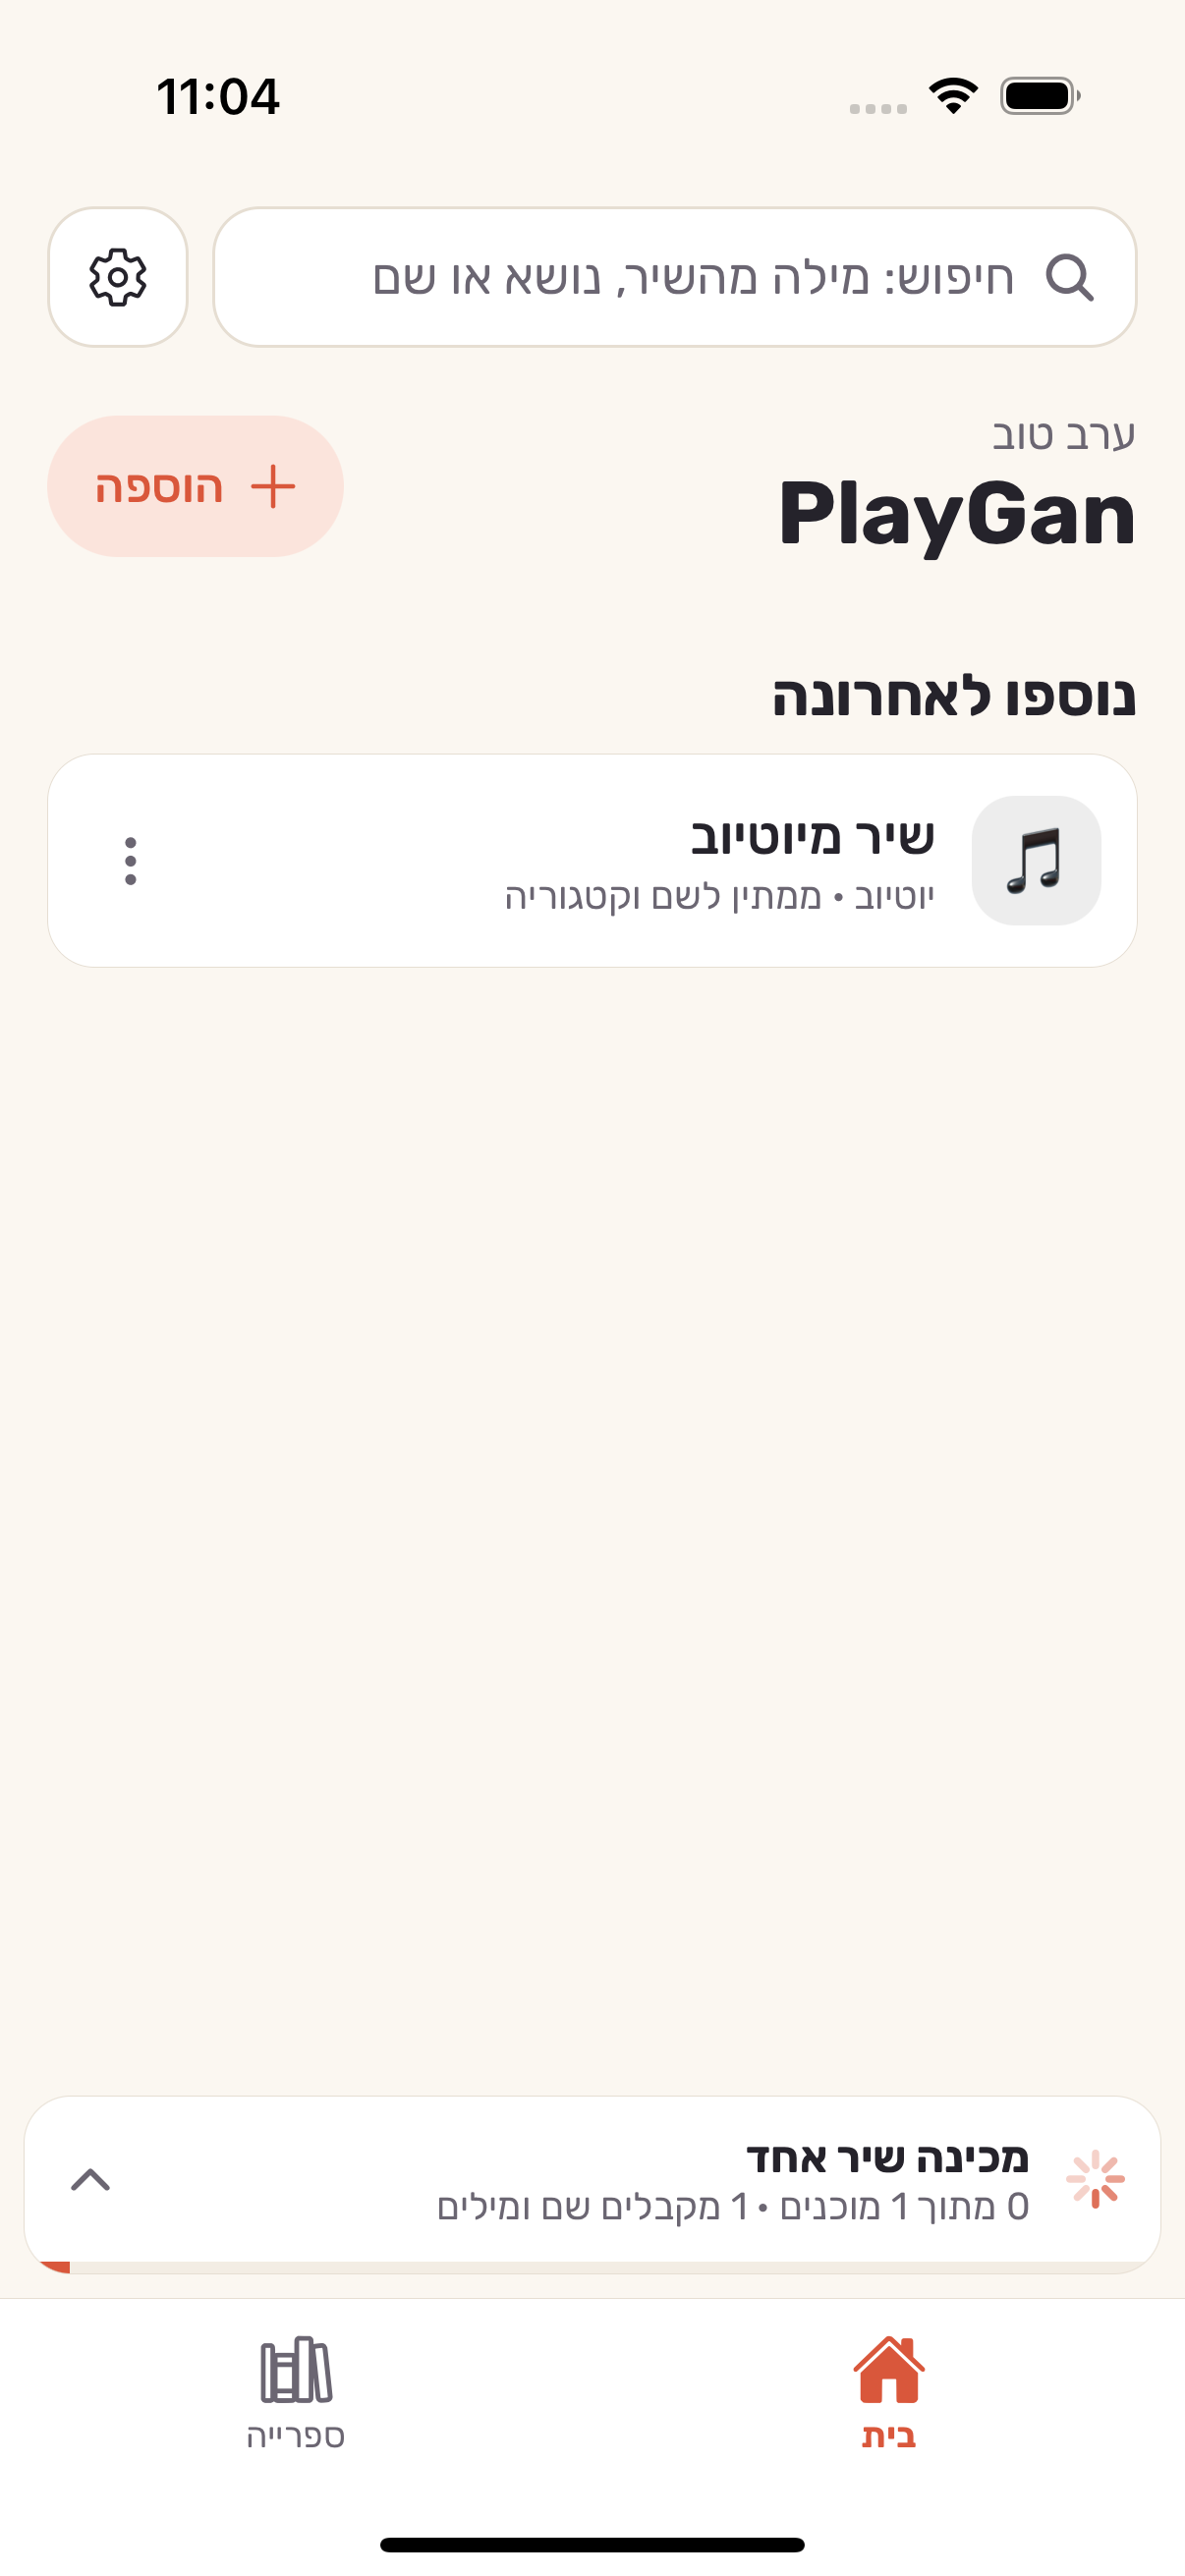 11:04
חיפוש: מילה מהשיר, נושא או שם
ערב טוב
PlayGan
הוספה
נוספו לאחרונה
שיר מיוטיוב
יוטיוב • ממתין לשם וקטגוריה
מכינה שיר אחד
0 מתוך 1 מוכנים • 1 מקבלים שם ומילים
בית
ספרייה